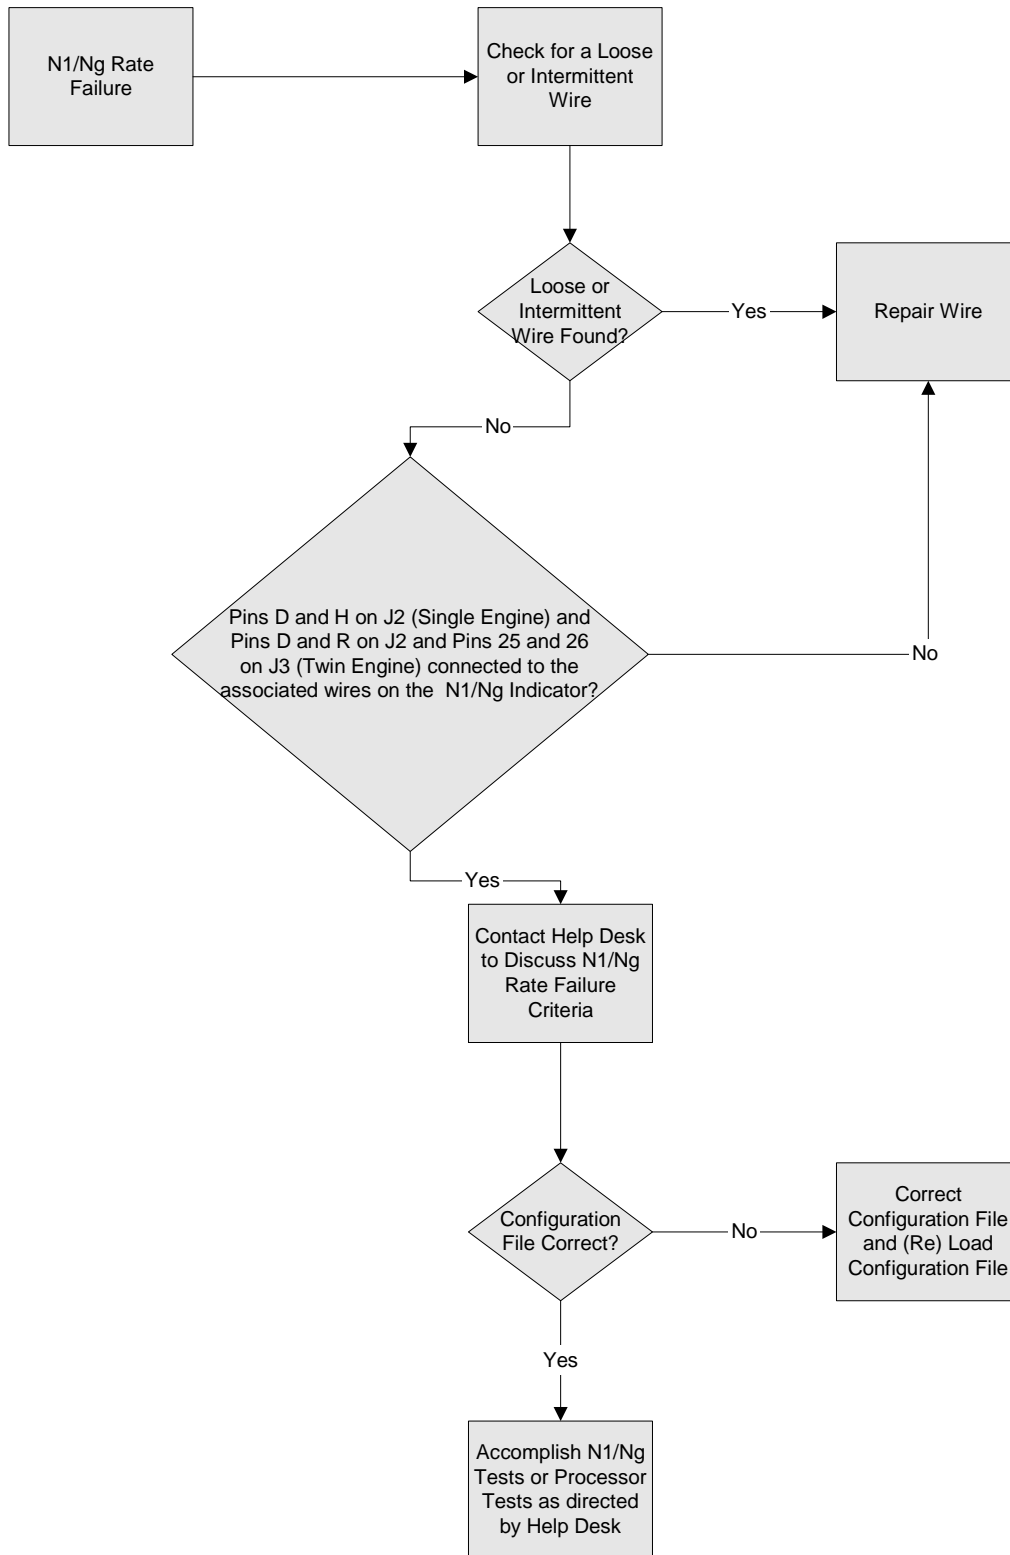 N1/Ng Rate
Failure
Check for a Loose
or Intermittent
Wire
Loose or
Intermittent
Wire Found?
Yes
Repair Wire
No
Pins D and H on J2 (Single Engine) and
Pins D and R on J2 and Pins 25 and 26
on J3 (Twin Engine) connected to the
associated wires on the N1/Ng Indicator?
No
Yes
Contact Help Desk
to Discuss N1/Ng
Rate Failure
Criteria
Configuration
File Correct?
No
Correct
Configuration File
and (Re) Load
Configuration File
Yes
Accomplish N1/Ng
Tests or Processor
Tests as directed
by Help Desk